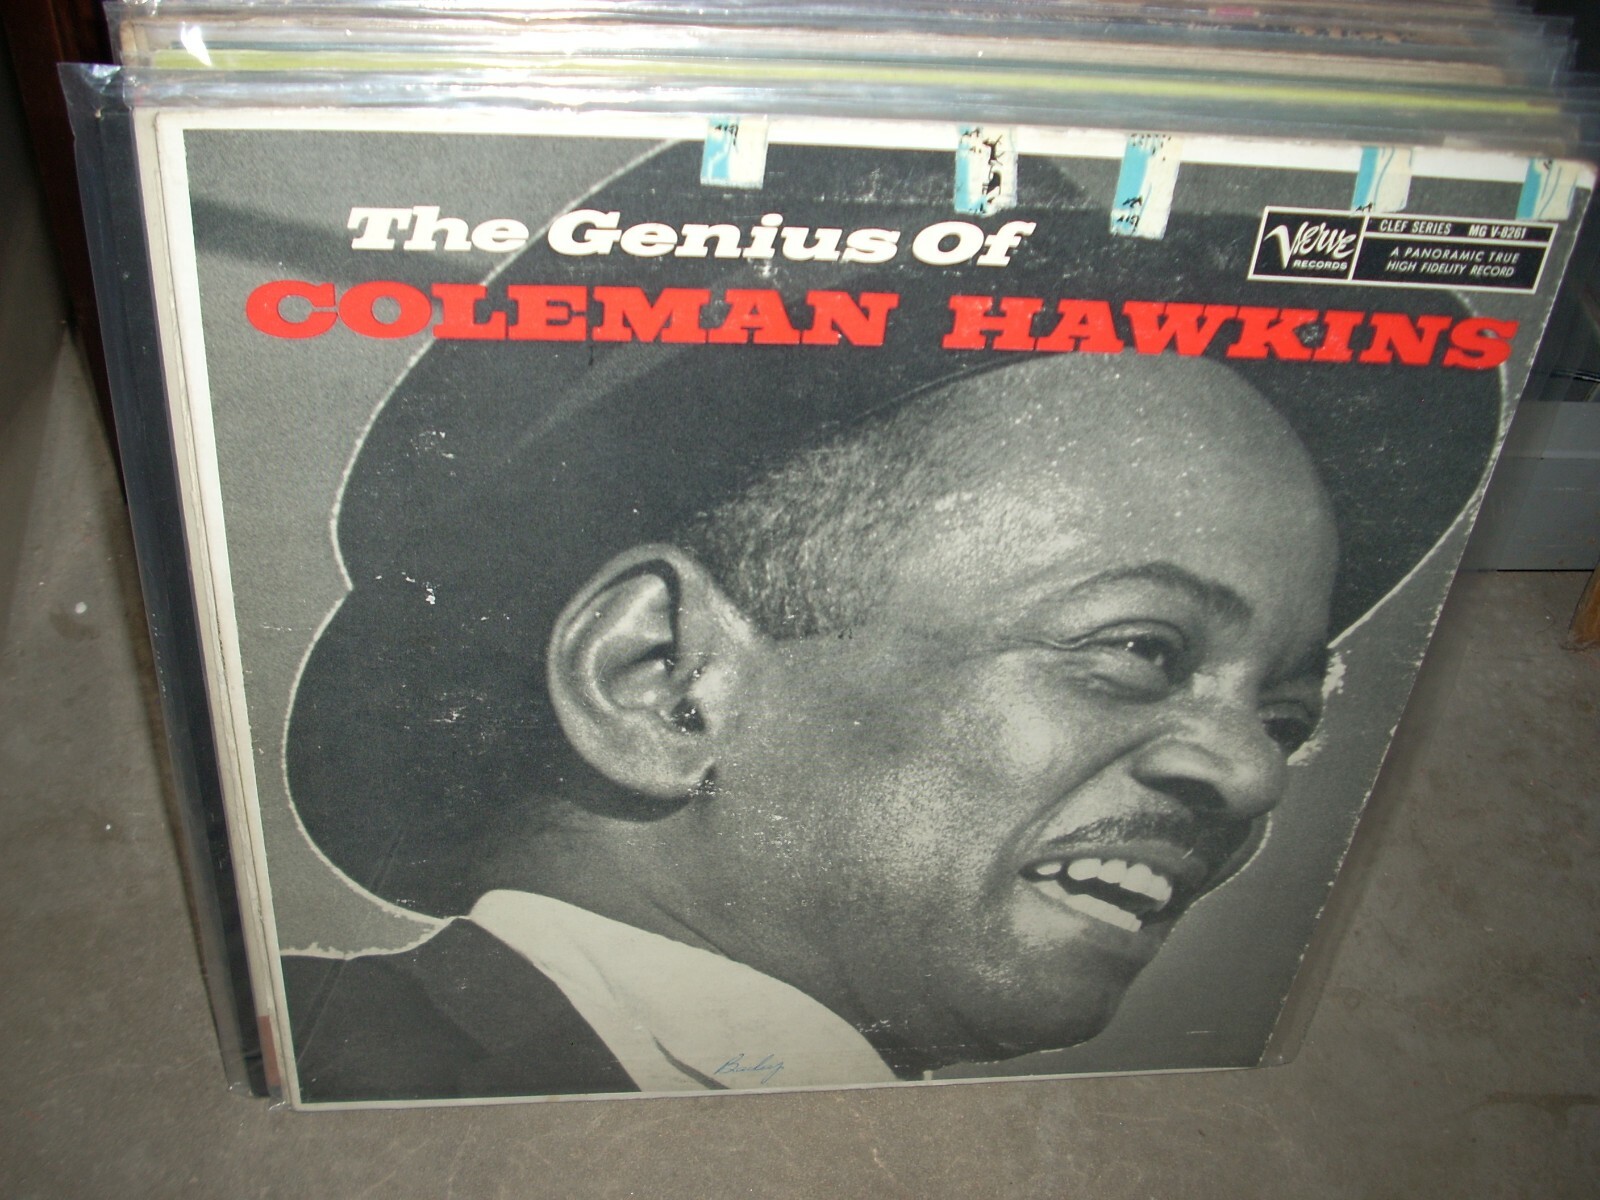 The Genius Of
COLEMAN HAWKINS
Verve
RECORDS
CLEF SERIES MG V-8261
A PANORAMIC TRUE
HIGH FIDELITY RECORD